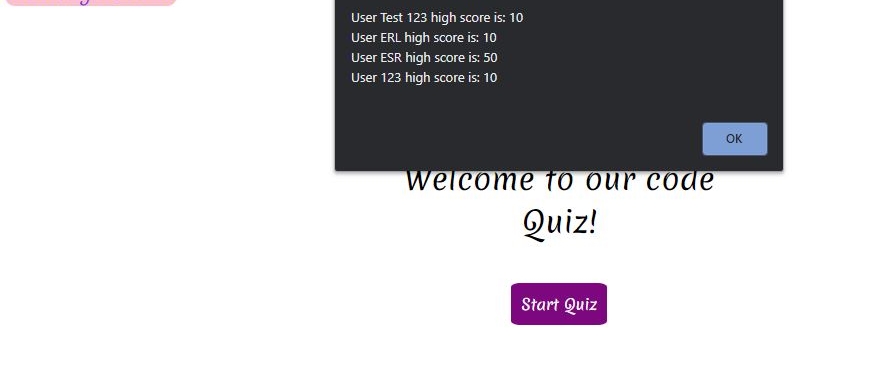 User Test 123 high score is: 10
User ERL high score is: 10
User ESR high score is: 50
User 123 high score is: 10
OK
Welcome to our code
Quiz!
Start Quiz